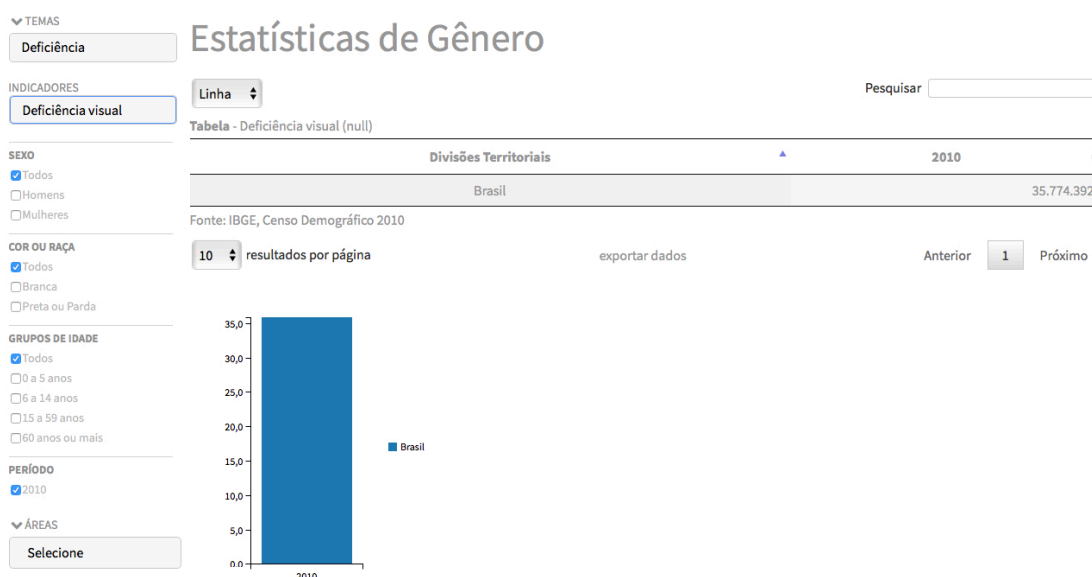 TEMAS
Deficiência
INDICADORES
Deficiência visual
SEXO
Todos
Homens
Mulheres
COR OU RAÇA
Todos
Branca
Preta ou Parda
GRUPOS DE IDADE
Todos
0 a 5 anos
6 a 14 anos
15 a 59 anos
60 anos ou mais
PERÍODO
2010
ÁREAS
Selecione
Estatísticas de Gênero
Linha
Pesquisar
Tabela - Deficiência visual (null)
Divisões Territoriais 2010
Brasil 35.774.392
Fonte: IBGE, Censo Demográfico 2010
10 resultados por página exportar dados Anterior 1 Próximo
35,0
30,0
25,0
20,0
15,0
10,0
5,0
0,0
2010
Brasil